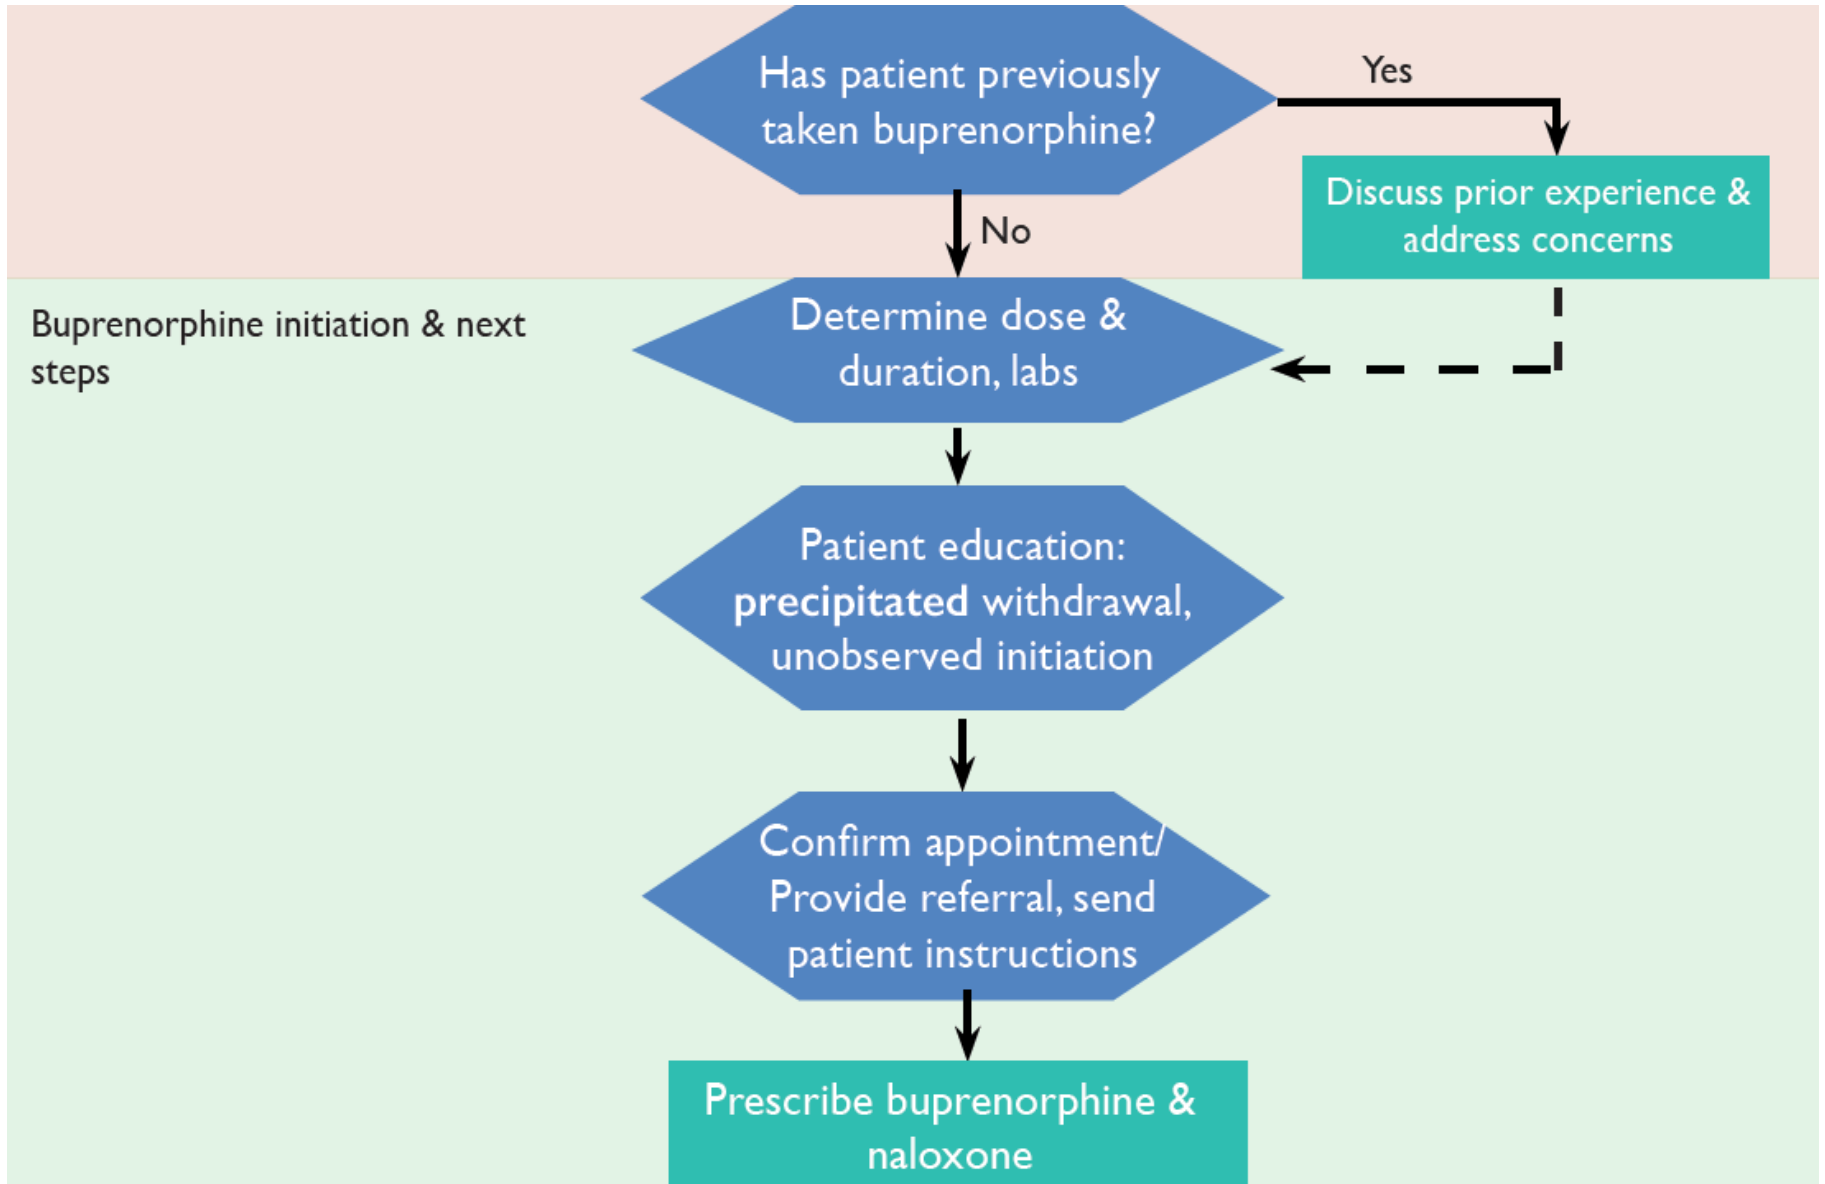 Has patient previously
taken buprenorphine?
Yes
Discuss prior experience &
address concerns
No
Buprenorphine initiation & next
steps
Determine dose &
duration, labs
Patient education:
precipitated withdrawal,
unobserved initiation
Confirm appointment/
Provide referral, send
patient instructions
Prescribe buprenorphine &
naloxone